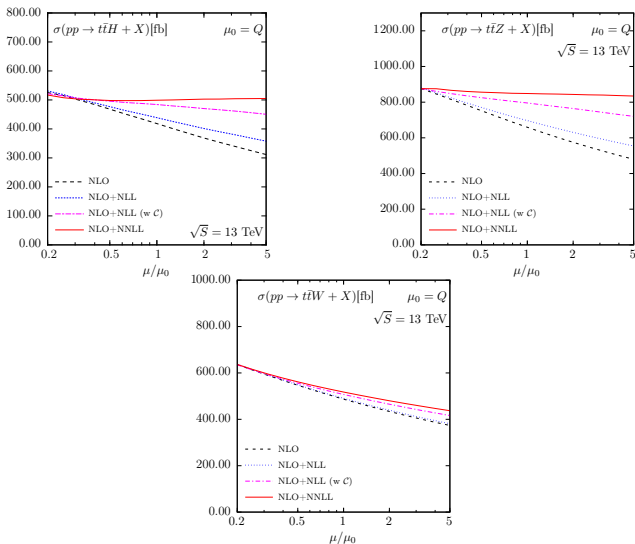 σ(pp → tt̄H + X)[fb] μ₀ = Q
800.00
700.00
600.00
500.00
400.00
300.00
200.00
100.00
0.00
NLO
NLO+NLL
NLO+NLL (w C)
NLO+NNLL
√S = 13 TeV
0.2 0.5 1 2 5
μ/μ₀
σ(pp → tt̄Z + X)[fb] μ₀ = Q
√S = 13 TeV
1200.00
1000.00
800.00
600.00
400.00
200.00
0.00
NLO
NLO+NLL
NLO+NLL (w C)
NLO+NNLL
0.2 0.5 1 2 5
μ/μ₀
σ(pp → tt̄W + X)[fb] μ₀ = Q
√S = 13 TeV
1000.00
800.00
600.00
400.00
200.00
0.00
NLO
NLO+NLL
NLO+NLL (w C)
NLO+NNLL
0.2 0.5 1 2 5
μ/μ₀